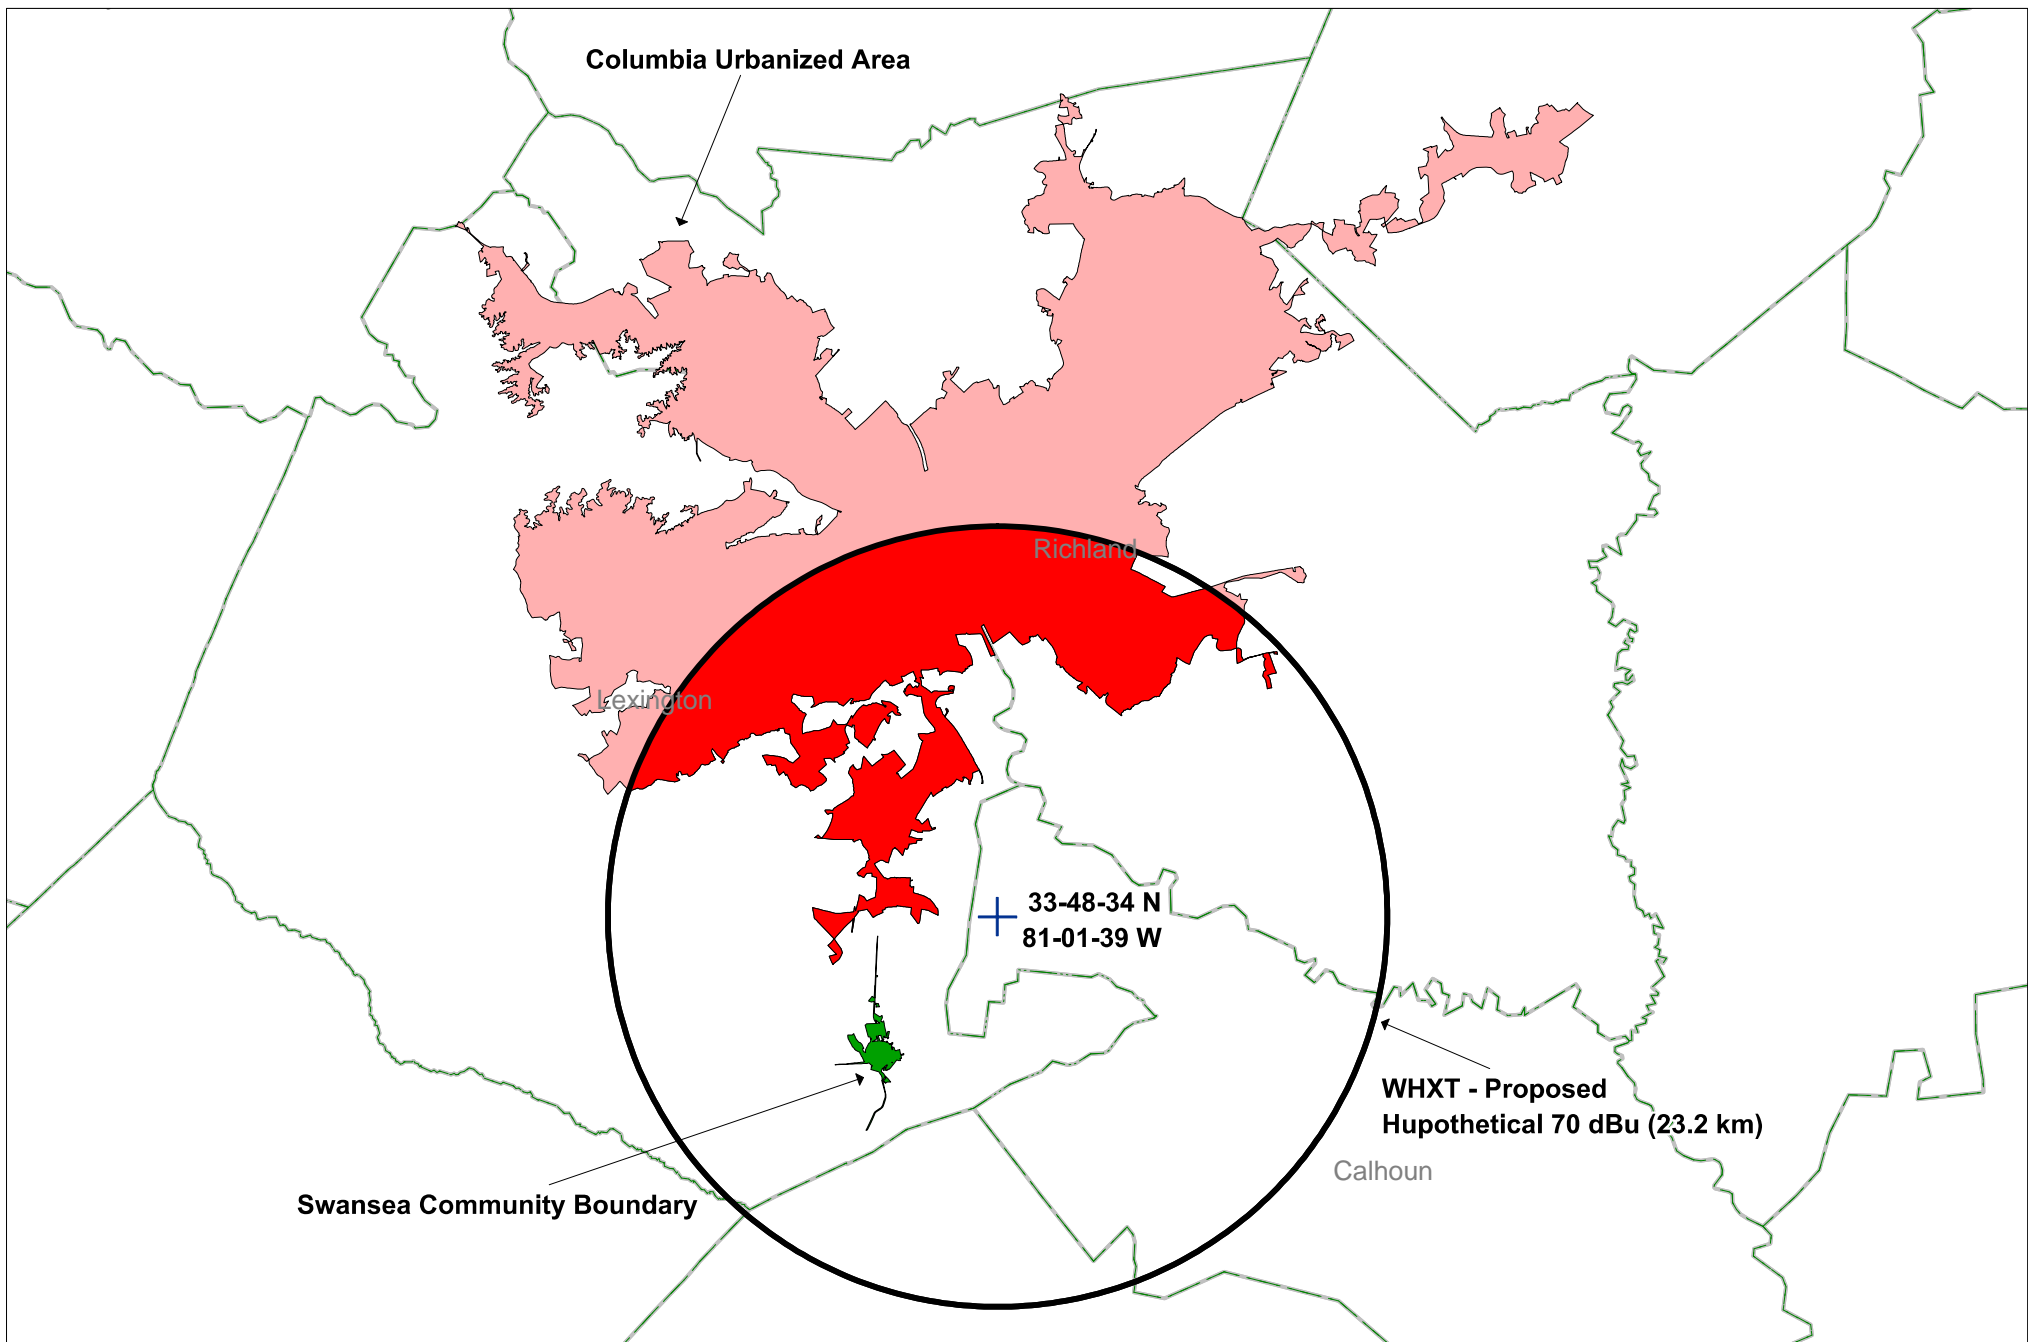 Columbia Urbanized Area
Richland
Lexington
33-48-34 N
81-01-39 W
WHXT - Proposed
Hupothetical 70 dBu (23.2 km)
Calhoun
Swansea Community Boundary